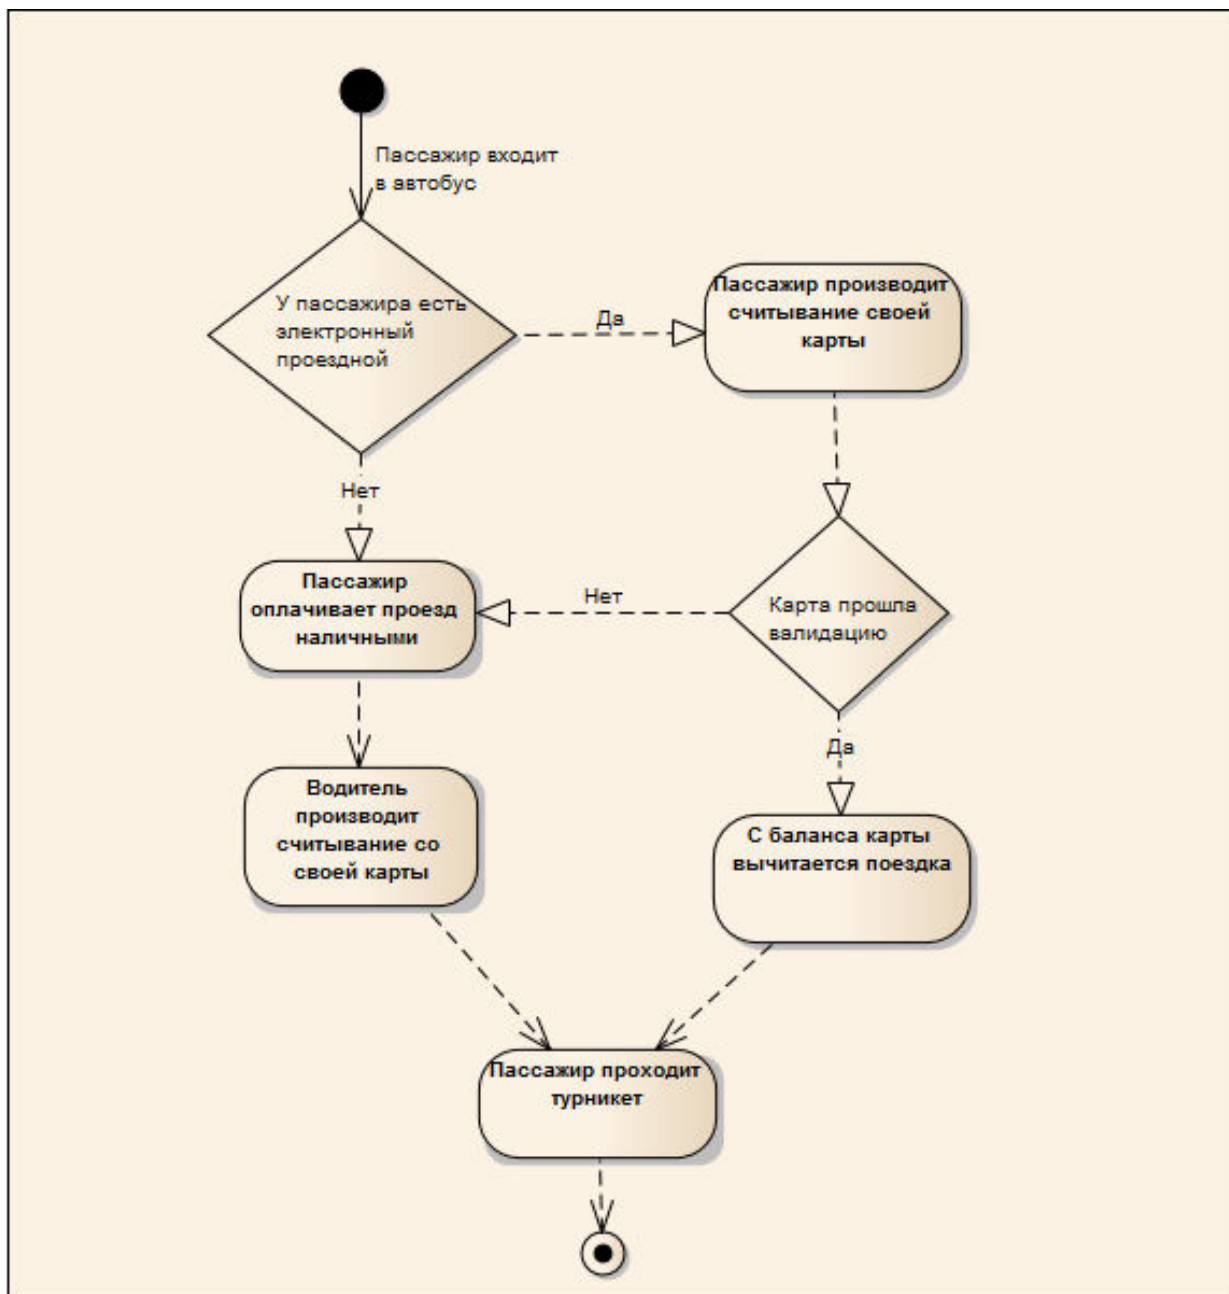 Пассажир входит
в автобус
У пассажира есть
электронный
проездной
Да
Пассажир производит
считывание своей
карты
Нет
Пассажир
оплачивает проезд
наличными
Нет
Карта прошла
валидацию
Да
Водитель
производит
считывание со
своей карты
С баланса карты
вычитается поездка
Пассажир проходит
турникет